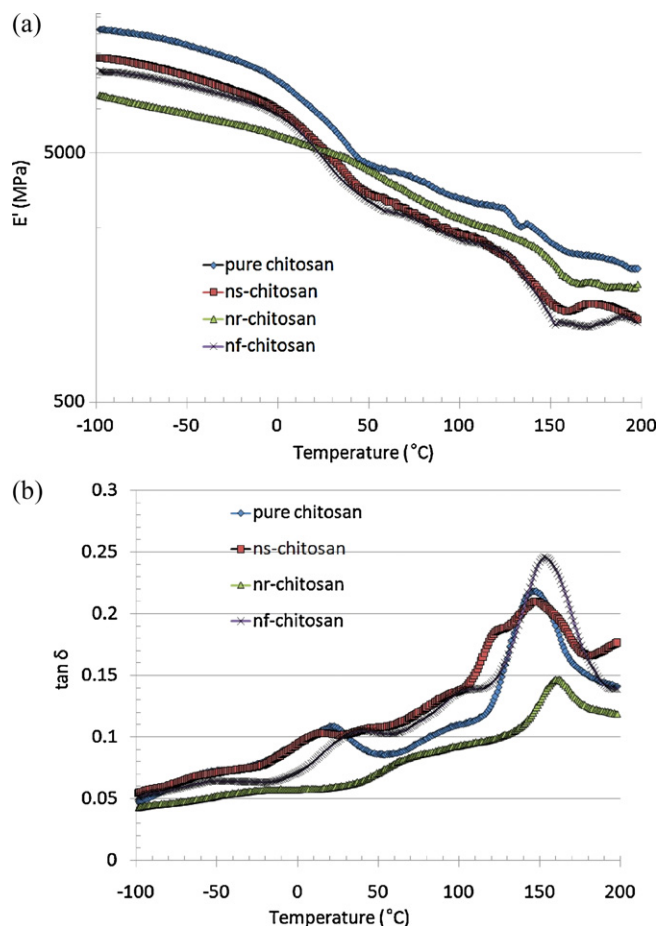 (a)
E' (MPa)
5000
500
pure chitosan
ns-chitosan
nr-chitosan
nf-chitosan
-100 -50 0 50 100 150 200
Temperature (°C)
(b)
tan δ
0.3
0.25
0.2
0.15
0.1
0.05
0
pure chitosan
ns-chitosan
nr-chitosan
nf-chitosan
-100 -50 0 50 100 150 200
Temperature (°C)